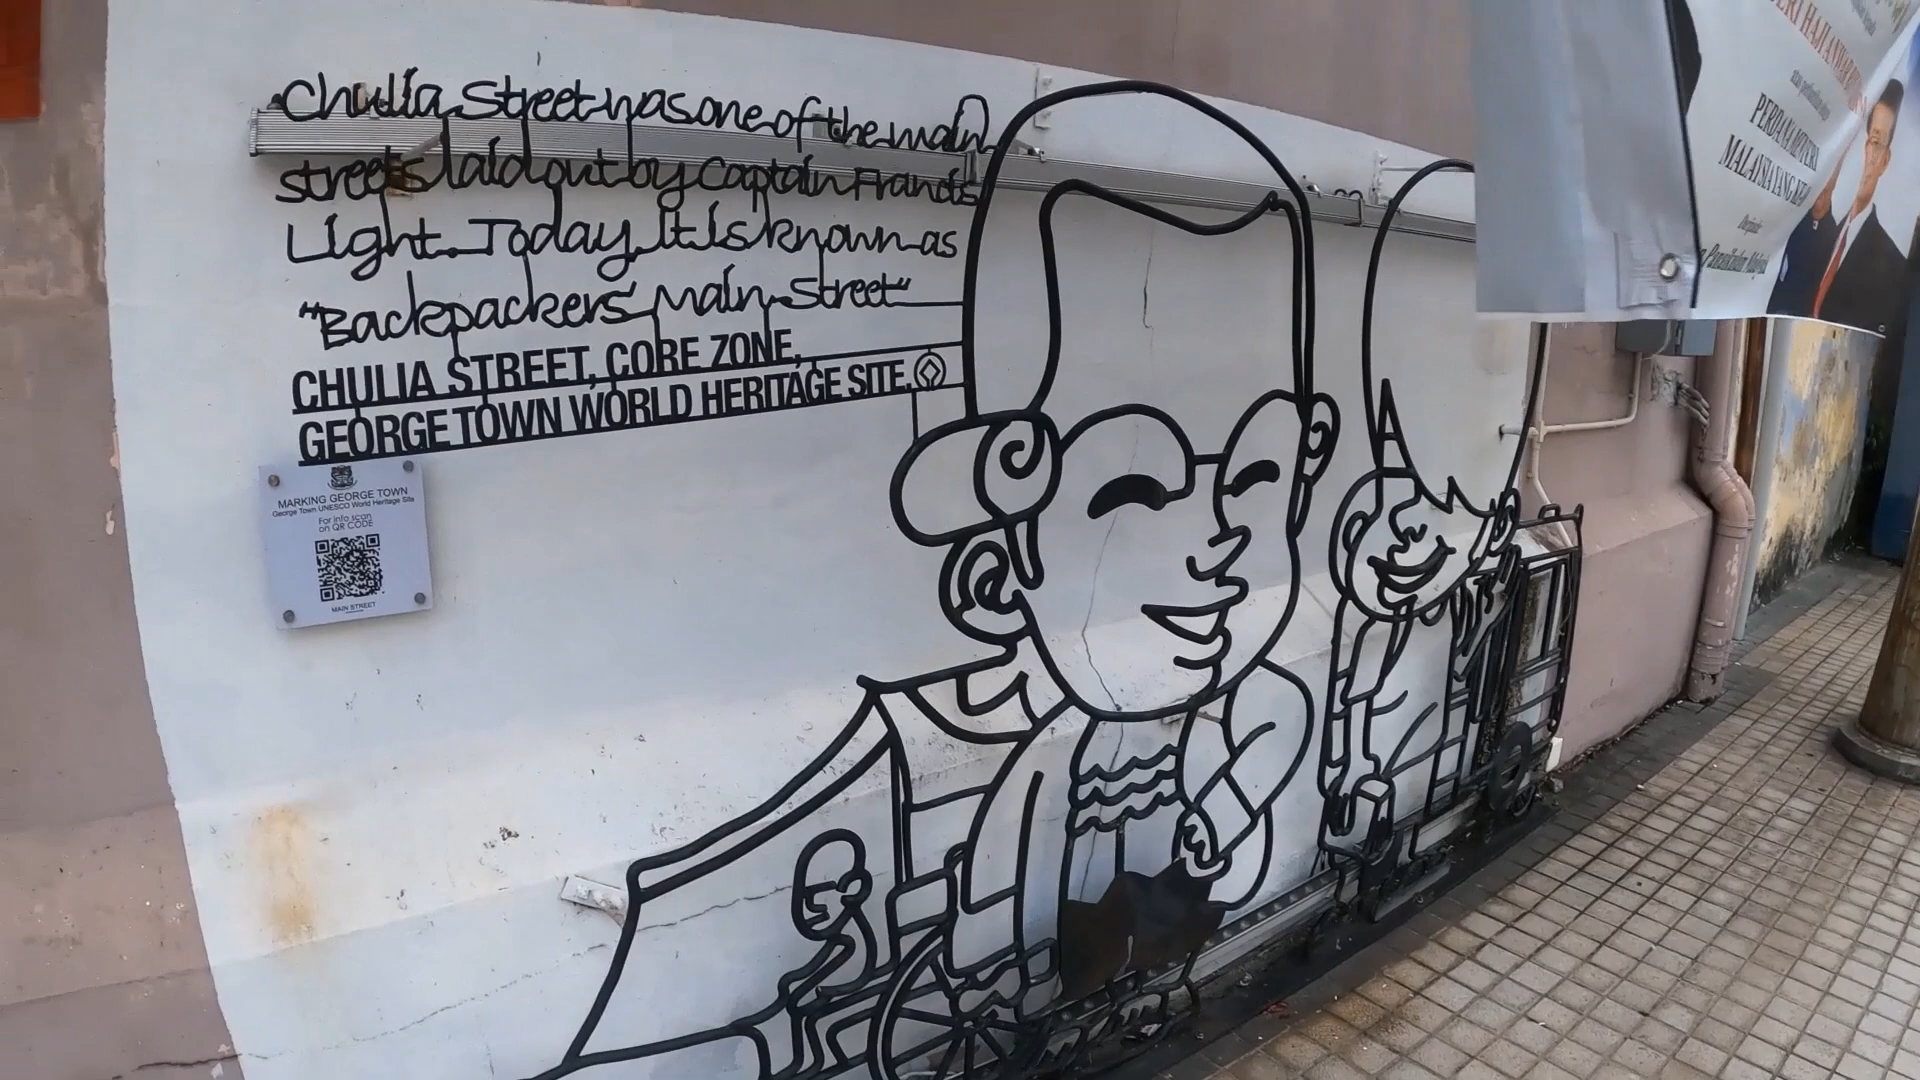 Chulia Street was one of the main
streets laid out by Captain Francis
Light. Today, it is known as
"Backpackers' Main Street"
CHULIA STREET, CORE ZONE,
GEORGE TOWN WORLD HERITAGE SITE.
MARKING GEORGE TOWN
George Town UNESCO World Heritage Site
For info scan
on QR CODE
MAIN STREET
PERDANA MENTERI
MALAYSIA YANG KE